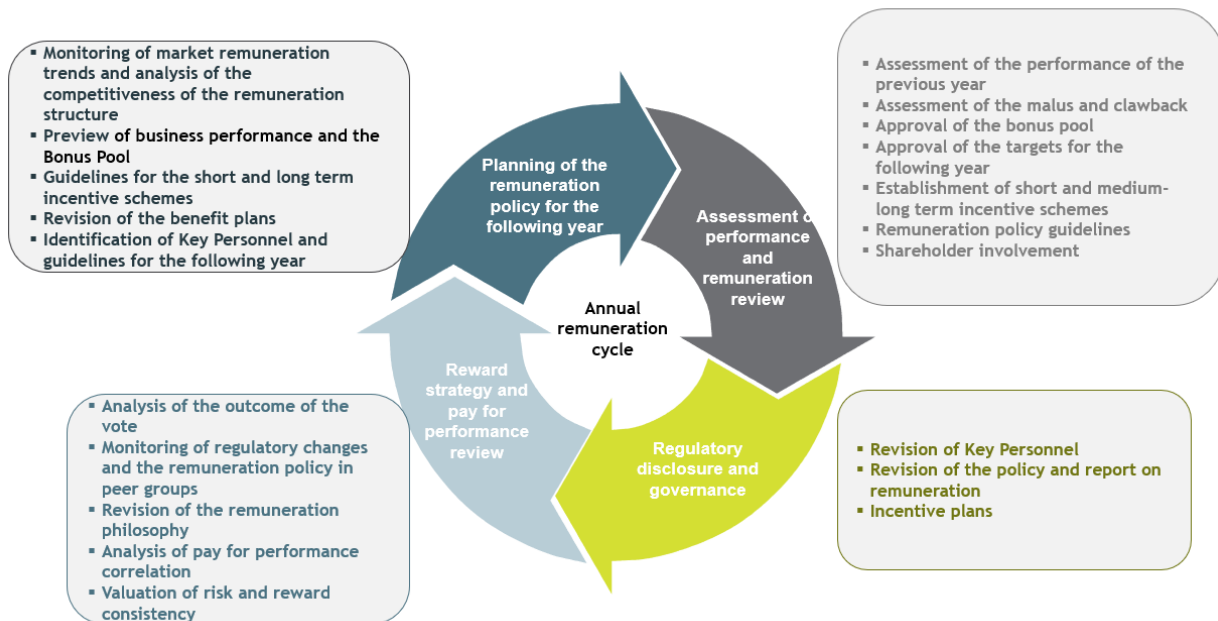 ▪ Monitoring of market remuneration
trends and analysis of the
competitiveness of the remuneration
structure
▪ Preview of business performance and the
Bonus Pool
▪ Guidelines for the short and long term
incentive schemes
▪ Revision of the benefit plans
▪ Identification of Key Personnel and
guidelines for the following year
Planning of the
remuneration
policy for the
following year
Assessment of
performance
and
remuneration
review
▪ Assessment of the performance of the
previous year
▪ Assessment of the malus and clawback
▪ Approval of the bonus pool
▪ Approval of the targets for the
following year
▪ Establishment of short and medium-
long term incentive schemes
▪ Remuneration policy guidelines
▪ Shareholder involvement
Annual
remuneration
cycle
Reward
strategy and
pay for
performance
review
Regulatory
disclosure and
governance
▪ Analysis of the outcome of the
vote
▪ Monitoring of regulatory changes
and the remuneration policy in
peer groups
▪ Revision of the remuneration
philosophy
▪ Analysis of pay for performance
correlation
▪ Valuation of risk and reward
consistency
▪ Revision of Key Personnel
▪ Revision of the policy and report on
remuneration
▪ Incentive plans